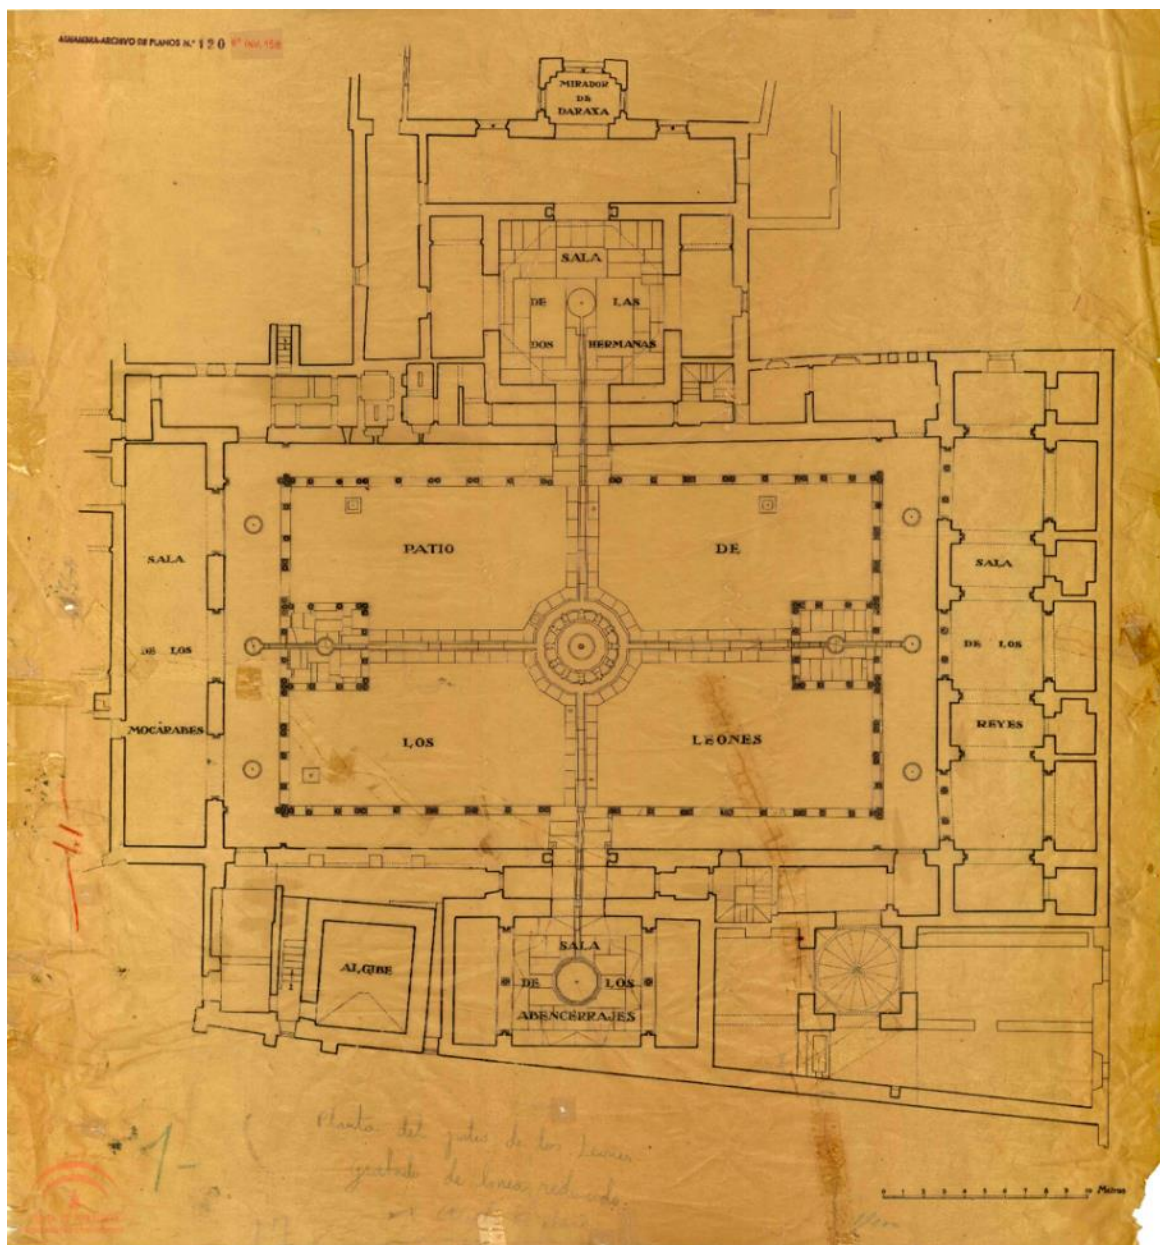 ALHAMBRA-ARCHIVO DE PLANOS N.º 120
MIRADOR
DE
DARAXA
SALA
DE LAS
DOS HERMANAS
PATIO DE
SALA
SALA
DE LOS
DE LOS
MOCÁRABES
REYES
LOS LEONES
SALA
ALGIBE
DE LOS
ABENCERRAJES
Planta del patio de los Leones
de linea
0 1 2 3 4 5 6 7 8 9 10 Metros